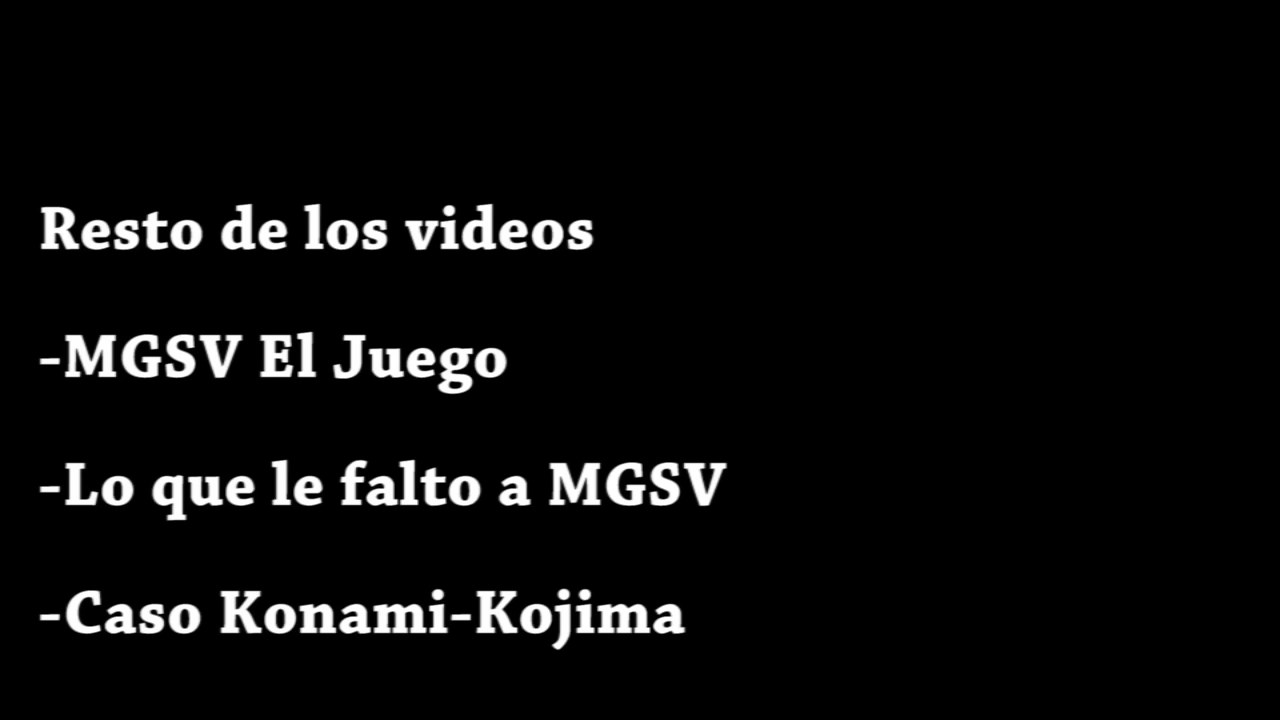 Resto de los videos
-MGSV El Juego
-Lo que le falto a MGSV
-Caso Konami-Kojima